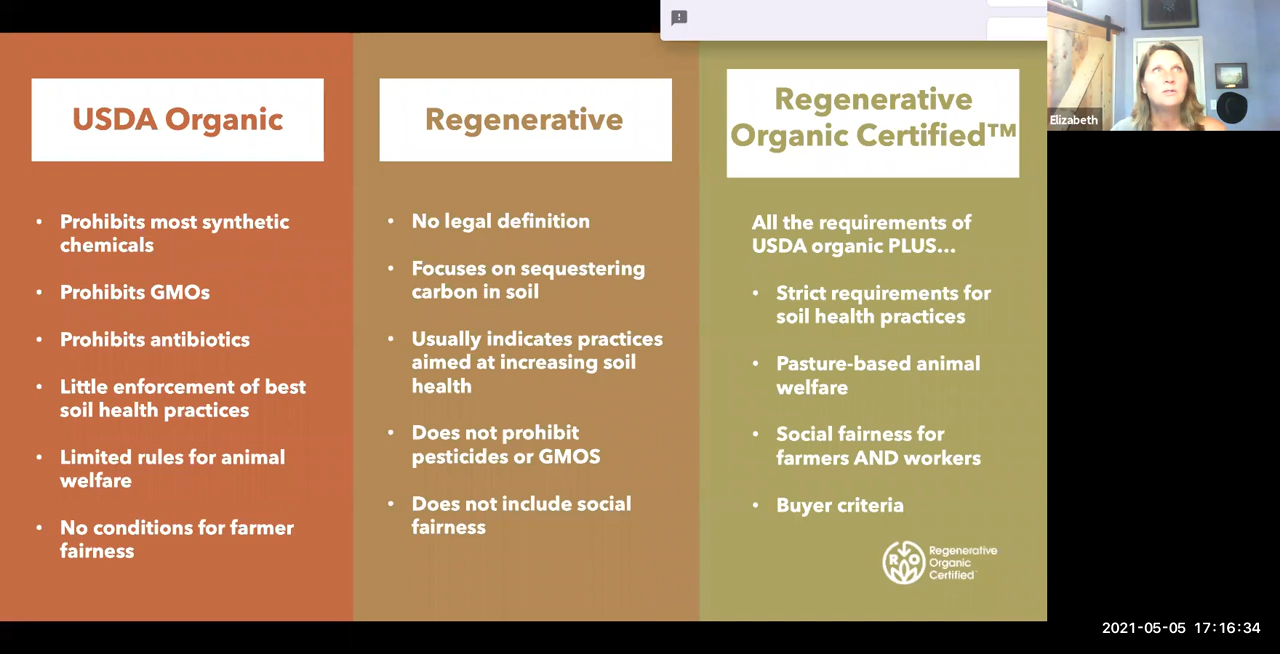 USDA Organic
• Prohibits most synthetic
chemicals
• Prohibits GMOs
• Prohibits antibiotics
• Little enforcement of best
soil health practices
• Limited rules for animal
welfare
• No conditions for farmer
fairness
Regenerative
• No legal definition
• Focuses on sequestering
carbon in soil
• Usually indicates practices
aimed at increasing soil
health
• Does not prohibit
pesticides or GMOS
• Does not include social
fairness
Regenerative
Organic Certified™
All the requirements of
USDA organic PLUS...
• Strict requirements for
soil health practices
• Pasture-based animal
welfare
• Social fairness for
farmers AND workers
• Buyer criteria
R O
Regenerative
Organic
Certified
Elizabeth
2021-05-05 17:16:34